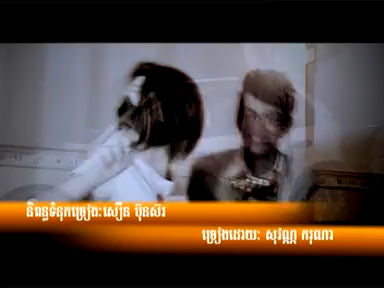 និពន្ធទំនុកច្រៀង:សឿន ប៊ុនស៊រ
ច្រៀងដោយ: សុវណ្ណ ករុណា